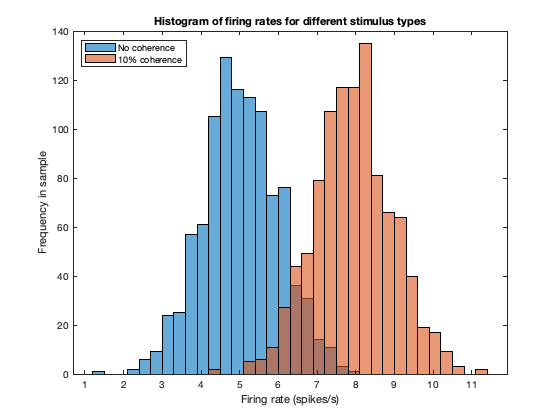 Histogram of firing rates for different stimulus types
No coherence
10% coherence
Frequency in sample
140
120
100
80
60
40
20
0
1 2 3 4 5 6 7 8 9 10 11
Firing rate (spikes/s)